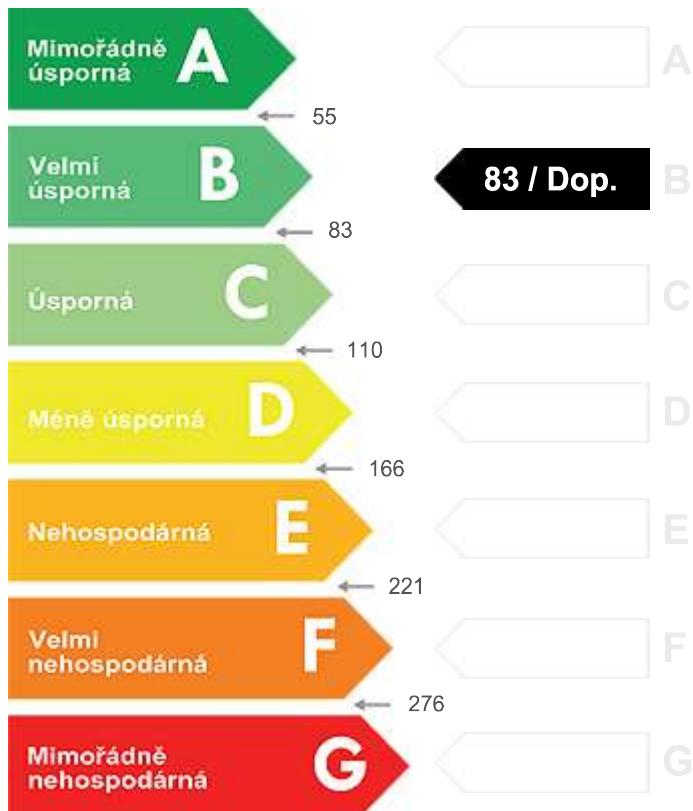 Mimořádně
úsporná
A
A
55
Velmi
úsporná
B
83 / Dop.
B
83
Úsporná
C
C
110
Méně úsporná
D
D
166
Nehospodárná
E
E
221
Velmi
nehospodárná
F
F
276
Mimořádně
nehospodárná
G
G